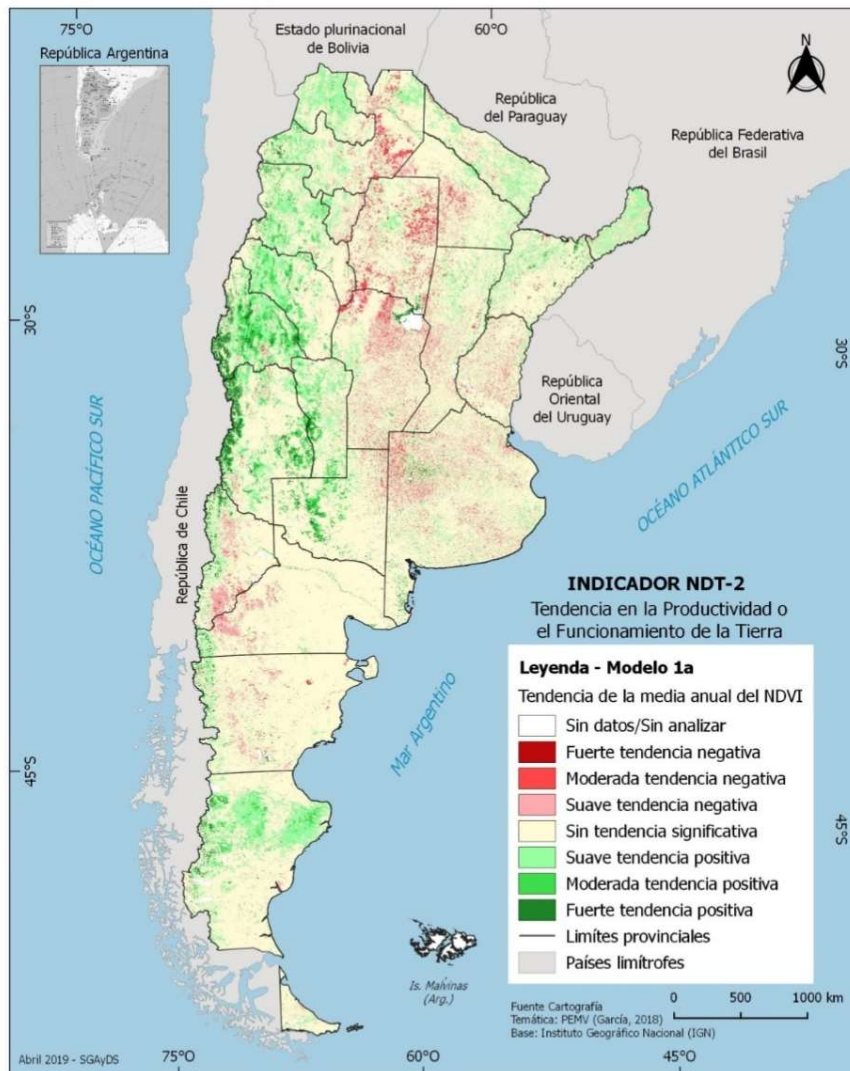 75°O
60°O
República Argentina
Estado plurinacional
de Bolivia
N
República
del Paraguay
República Federativa
del Brasil
30°S
30°S
República
Oriental
del Uruguay
OCÉANO PACÍFICO SUR
República de Chile
OCÉANO ATLÁNTICO SUR
Mar Argentino
45°S
45°S
INDICADOR NDT-2
Tendencia en la Productividad o
el Funcionamiento de la Tierra
Leyenda - Modelo 1a
Tendencia de la media anual del NDVI
Sin datos/Sin analizar
Fuerte tendencia negativa
Moderada tendencia negativa
Suave tendencia negativa
Sin tendencia significativa
Suave tendencia positiva
Moderada tendencia positiva
Fuerte tendencia positiva
Limítes provinciales
Países limítrofes
Is. Malvinas
(Arg.)
Fuente Cartografía
Temática: PEMV (García, 2018)
Base: Instituto Geográfico Nacional (IGN)
0 500 1000 km
Abril 2019 - SGAyDS
75°O
60°O
45°O